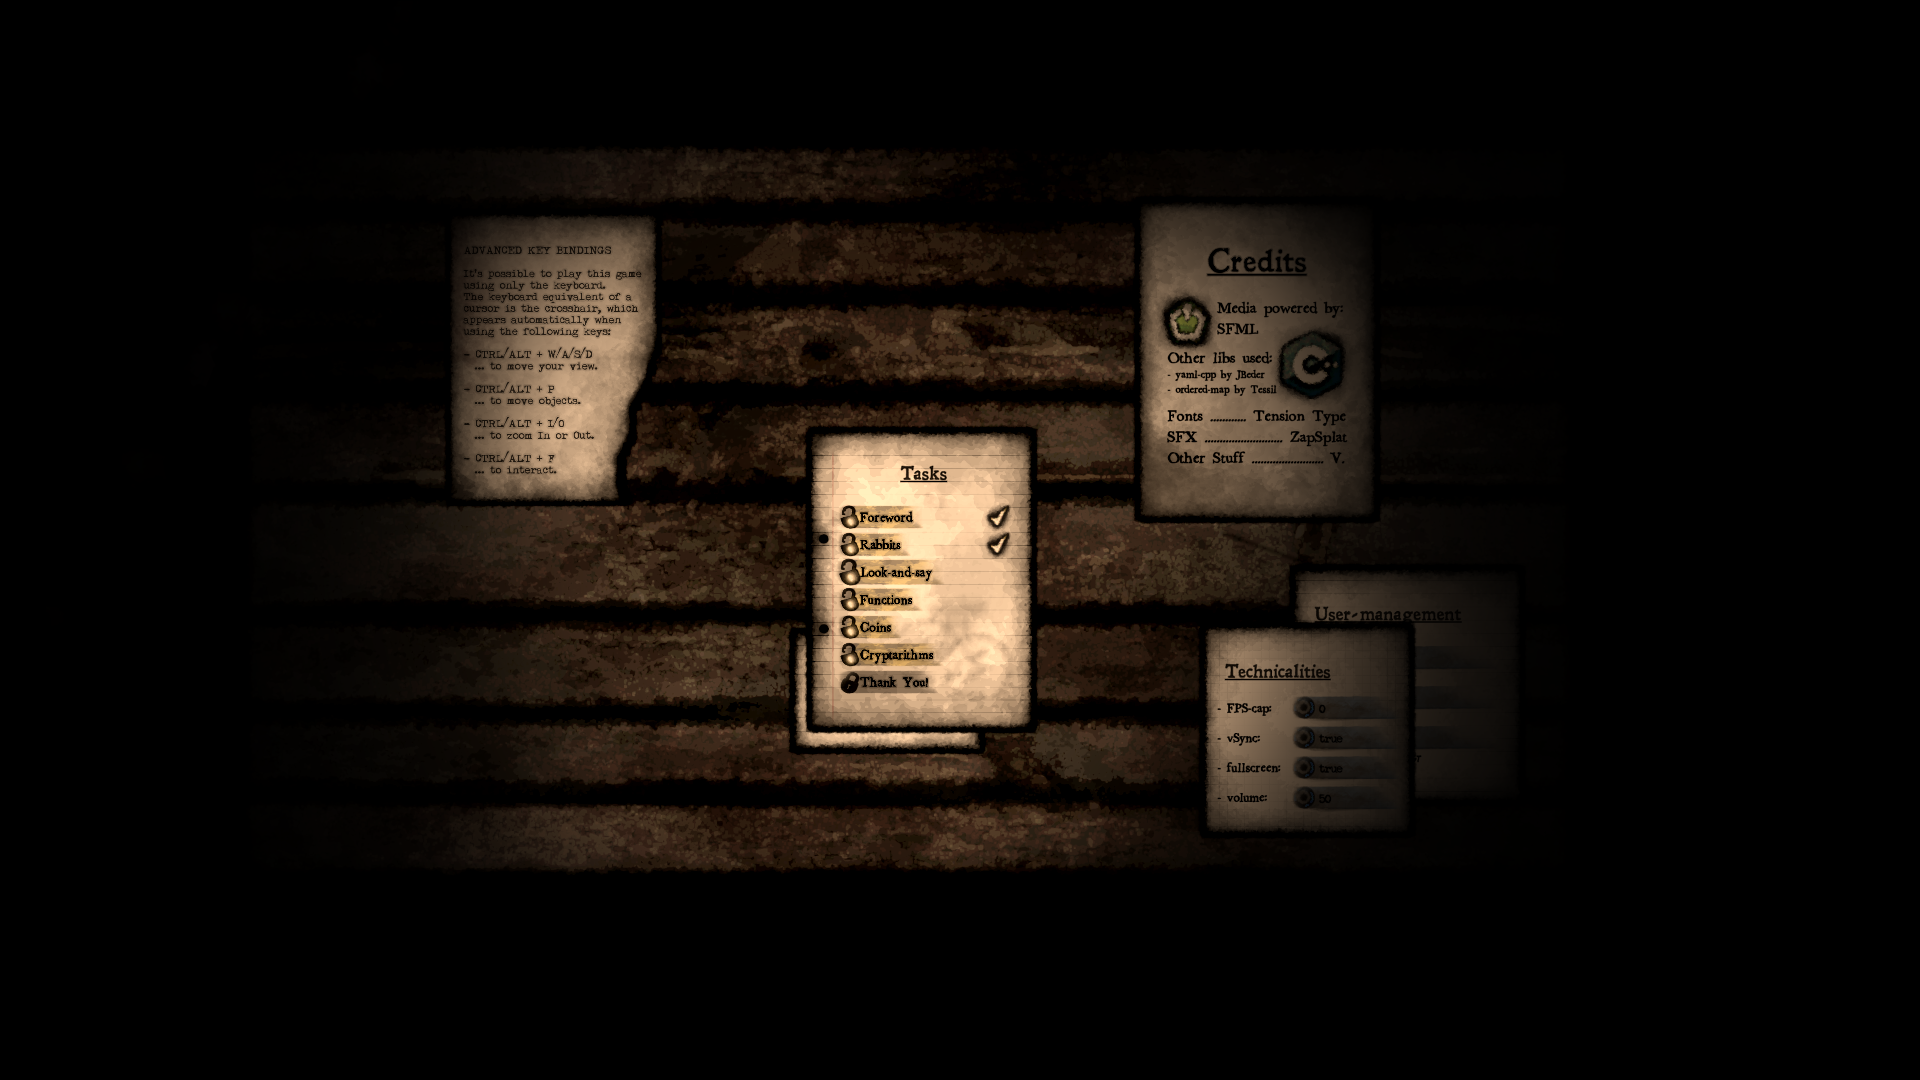 ADVANCED KEY BINDINGS
It's possible to play this game
using only the keyboard.
The keyboard equivalent of a
cursor is the crosshair, which
appears automatically when
using the following keys:
- CTRL/ALT + W/A/S/D
... to move your view.
- CTRL/ALT + P
... to move objects.
- CTRL/ALT + I/O
... to zoom In or Out.
- CTRL/ALT + F
... to interact.
Tasks
Foreword
Rabbits
Look-and-say
Functions
Coins
Cryptarithms
Thank You!
Credits
Media powered by:
SFML
Other libs used:
- yaml-cpp by JBeder
- ordered-map by Tessil
Fonts ........... Tension Type
SFX .......................... ZapSplat
Other Stuff ........................ V.
User-management
Technicalities
- FPS-cap: 0
- vSync: true
- fullscreen: true
- volume: 50